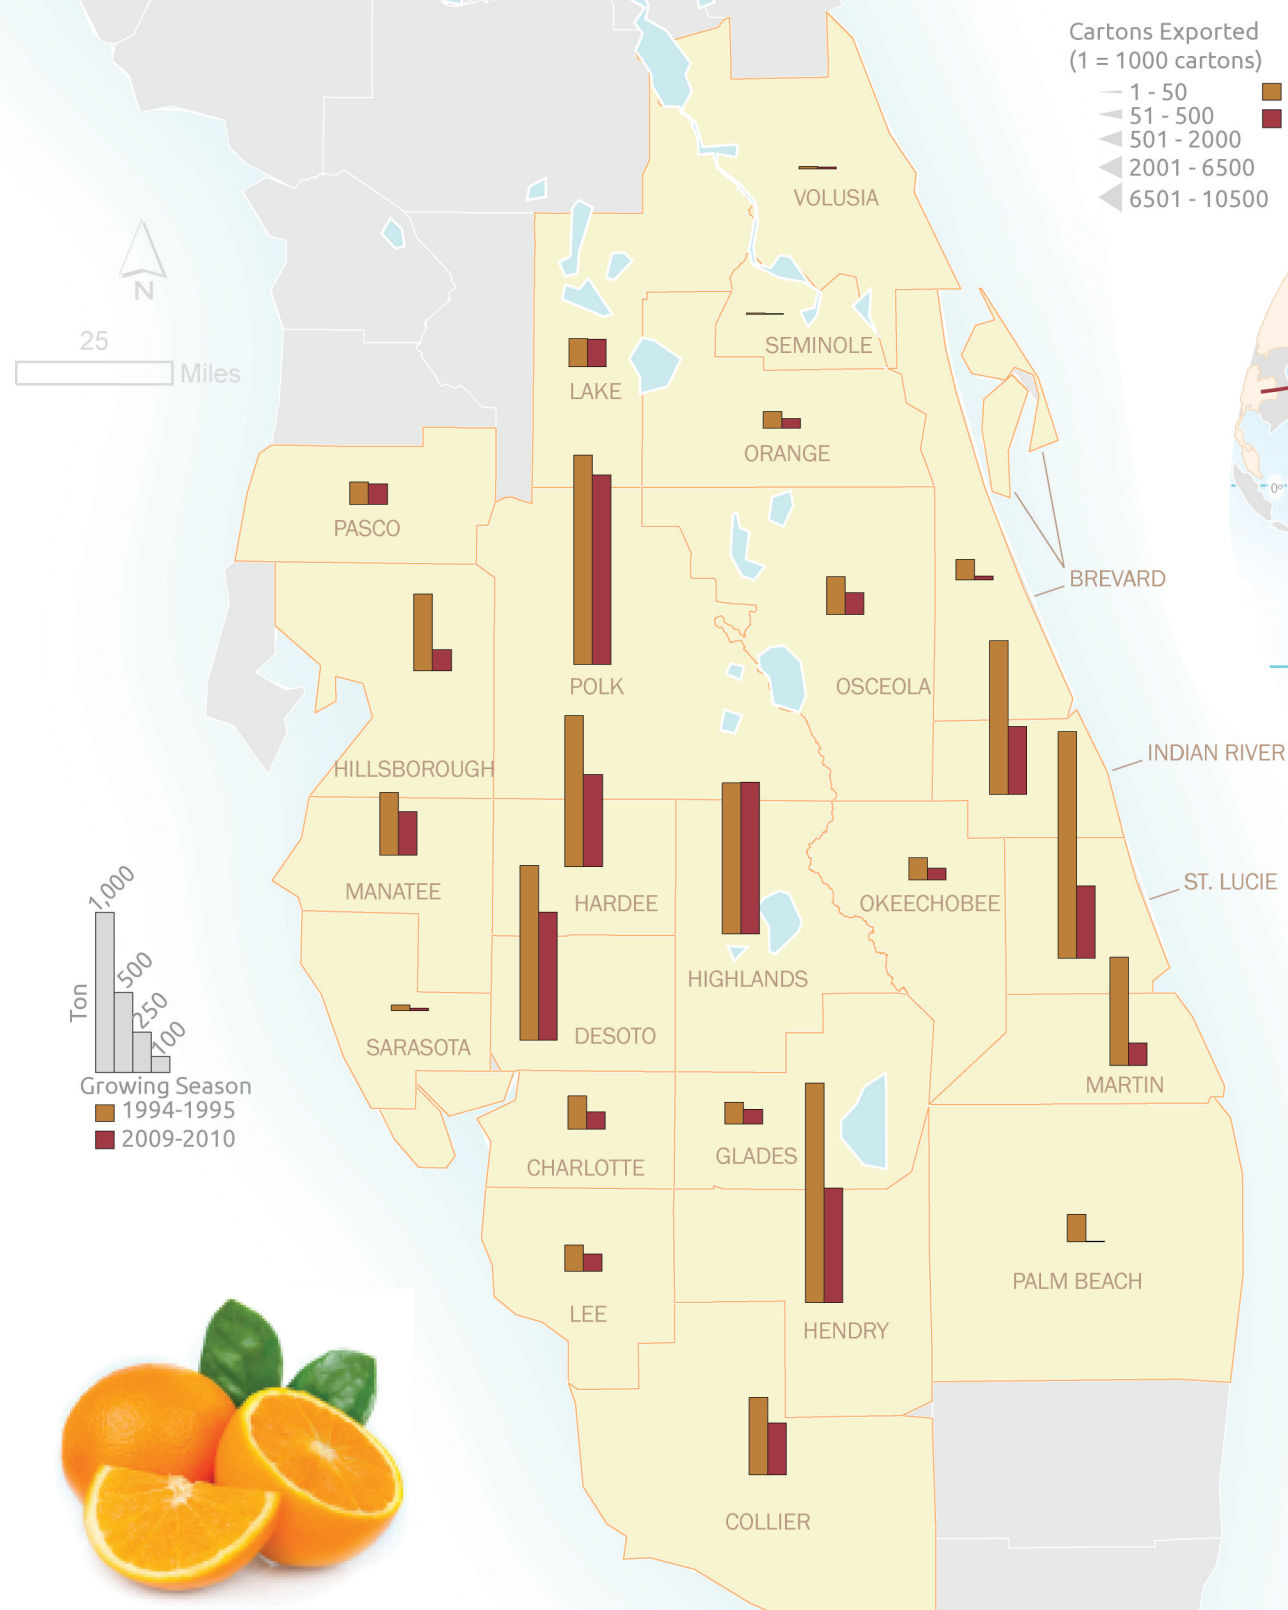 Cartons Exported
(1 = 1000 cartons)
1 - 50
51 - 500
501 - 2000
2001 - 6500
6501 - 10500
VOLUSIA
N
25
Miles
SEMINOLE
LAKE
ORANGE
0°
PASCO
BREVARD
POLK
OSCEOLA
INDIAN RIVER
HILLSBOROUGH
MANATEE
HARDEE
OKEECHOBEE
ST. LUCIE
HIGHLANDS
SARASOTA
DESOTO
MARTIN
1,000
500
250
100
Ton
Growing Season
1994-1995
2009-2010
CHARLOTTE
GLADES
PALM BEACH
LEE
HENDRY
COLLIER